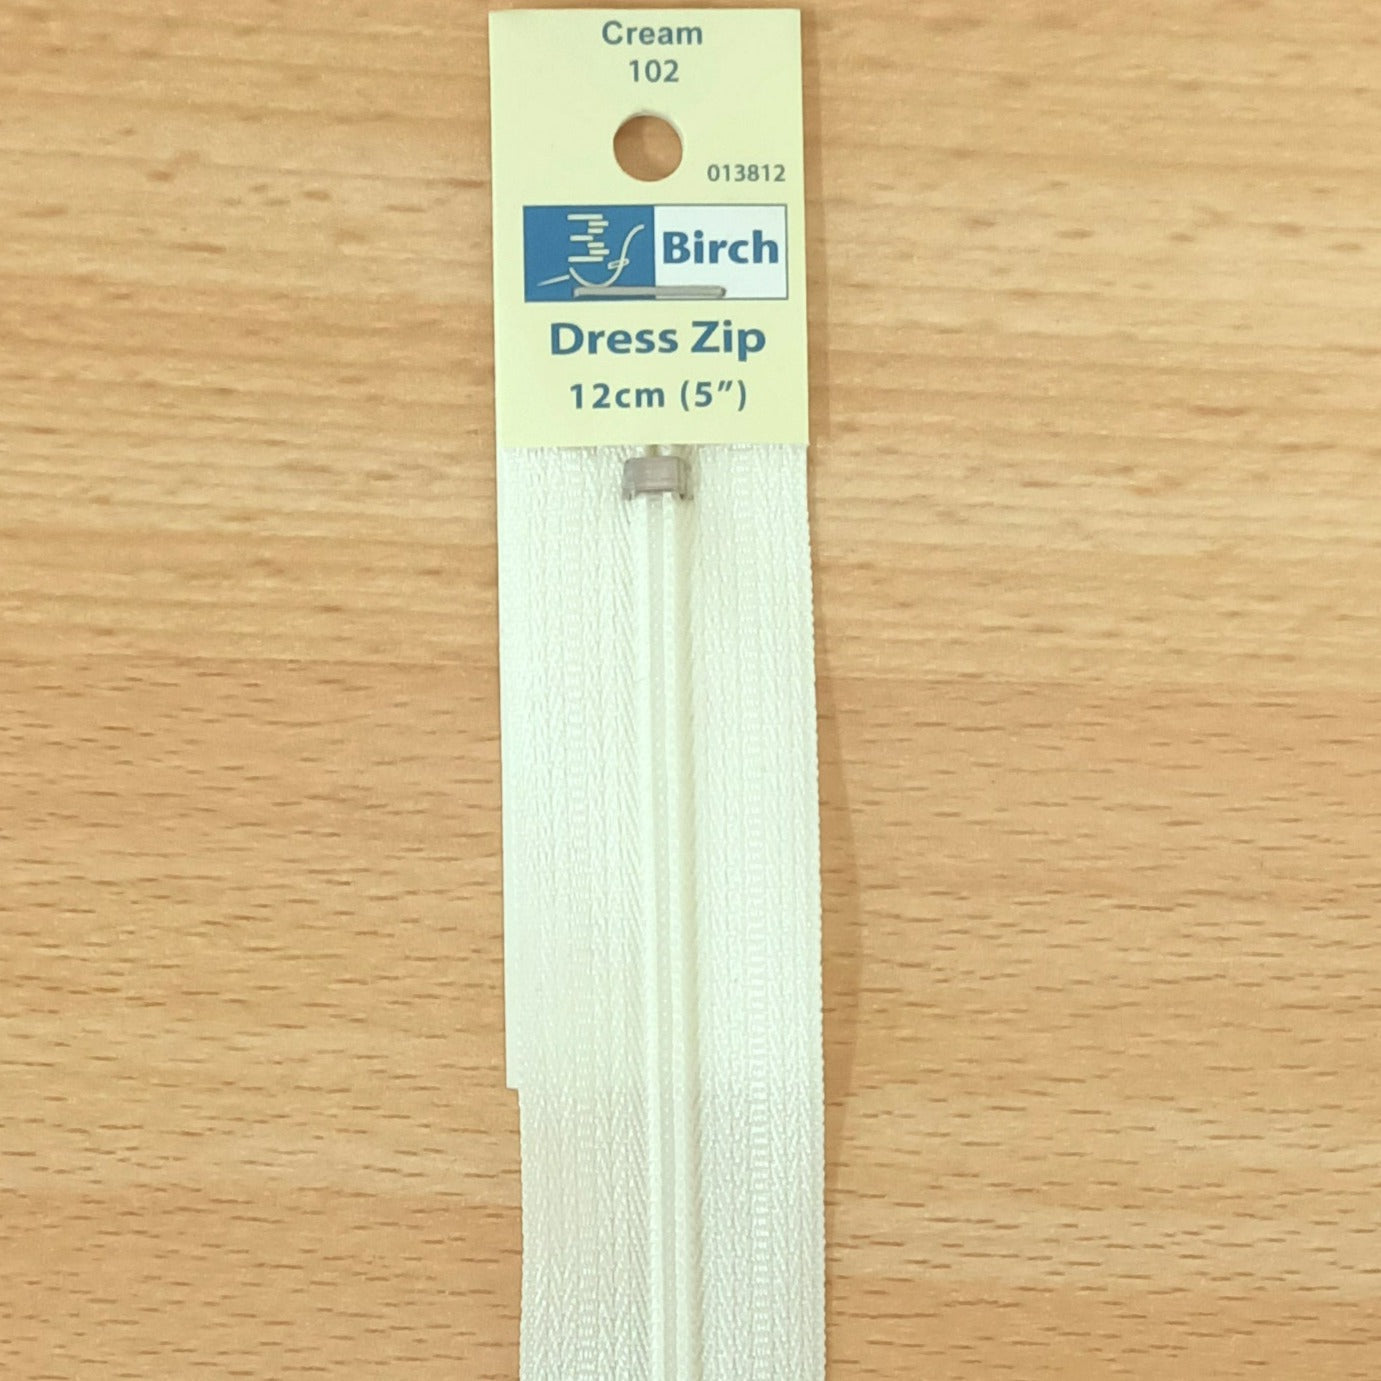 Cream
102
013812
Birch
Dress Zip
12cm (5”)